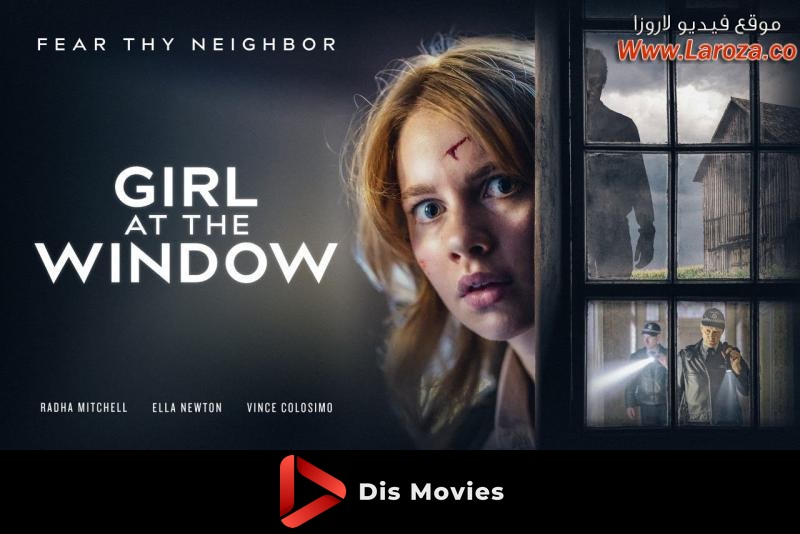 FEAR THY NEIGHBOR
موقع فيديو لاروزا
Www.Laroza.co
GIRL
AT THE
WINDOW
RADHA MITCHELL ELLA NEWTON VINCE COLOSIMO
Dis Movies